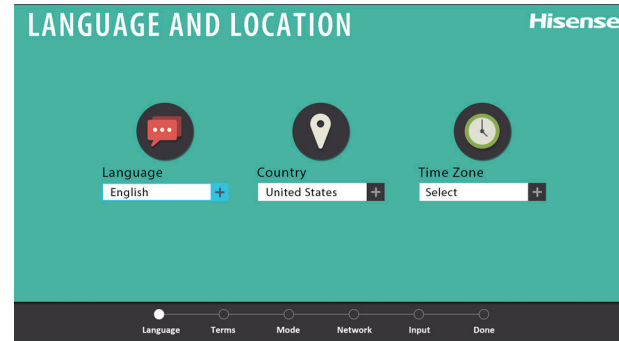 LANGUAGE AND LOCATION
Hisense
Language
Country
Time Zone
English
United States
Select
Language Terms Mode Network Input Done